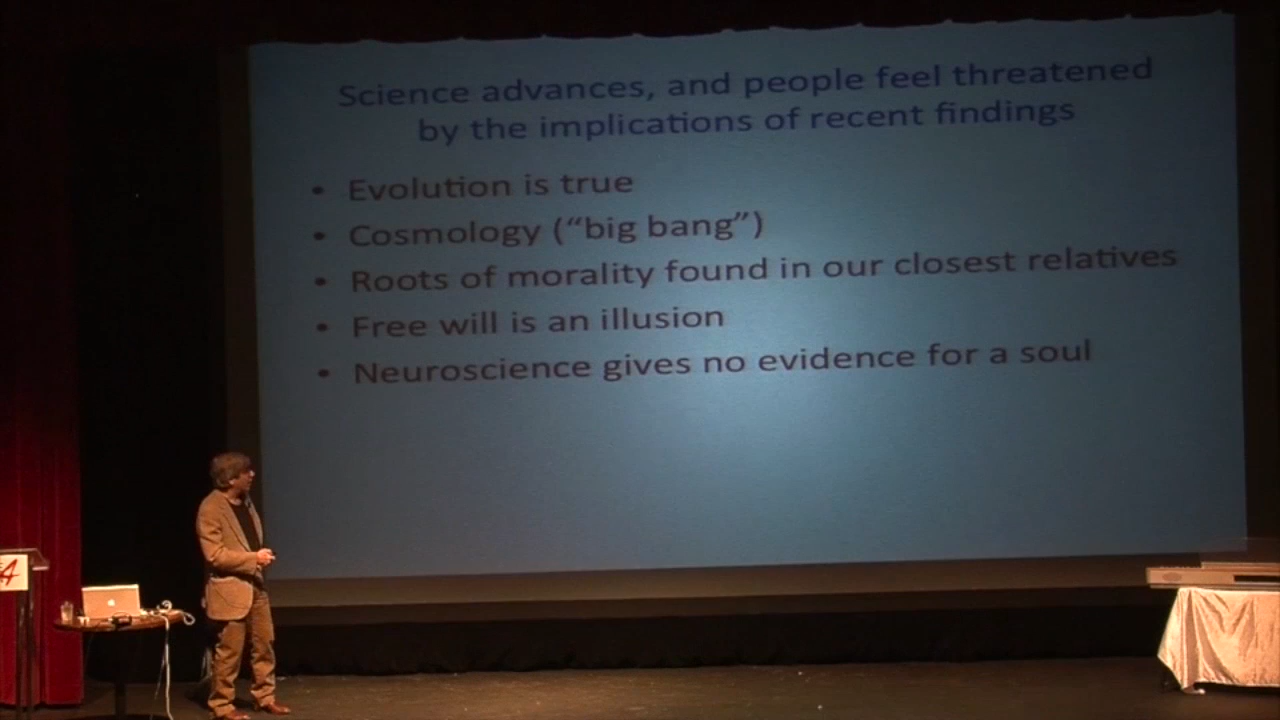 Science advances, and people feel threatened
by the implications of recent findings
• Evolution is true
• Cosmology (“big bang”)
• Roots of morality found in our closest relatives
• Free will is an illusion
• Neuroscience gives no evidence for a soul
A